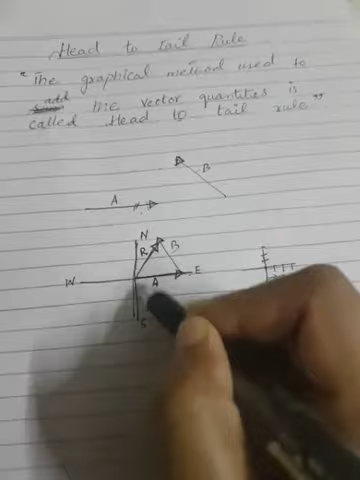 Head to tail Rule
"The graphical method used to
add the vector quantities is
called Head to tail rule"
B
A
N
R B
W A E
S